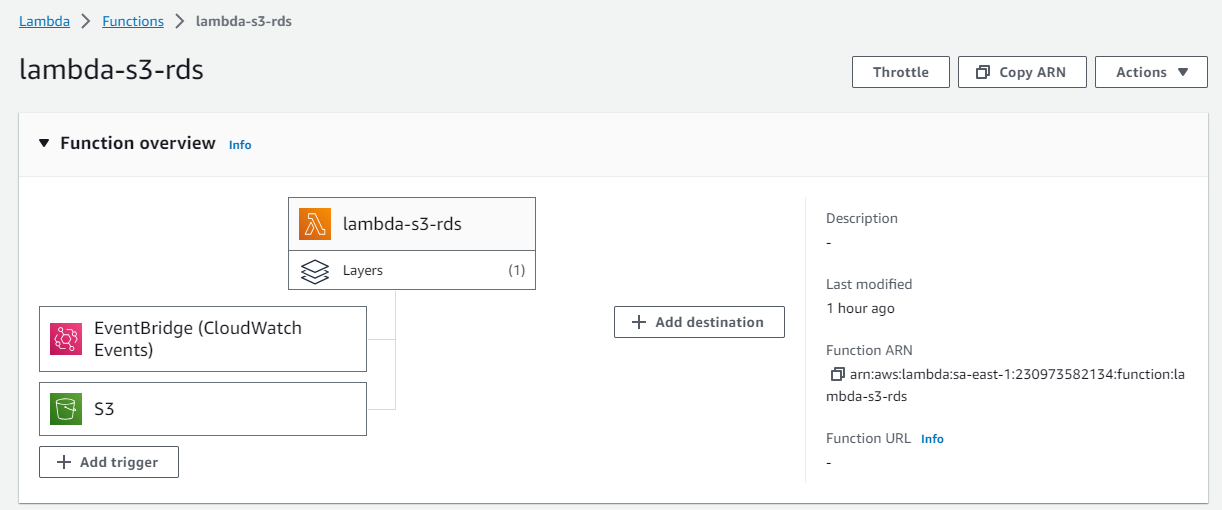 Lambda > Functions > lambda-s3-rds
lambda-s3-rds
Throttle
Copy ARN
Actions
Function overview Info
lambda-s3-rds
Layers (1)
EventBridge (CloudWatch
Events)
S3
Add trigger
Add destination
Description
-
Last modified
1 hour ago
Function ARN
arn:aws:lambda:sa-east-1:230973582134:function:la
mbda-s3-rds
Function URL Info
-